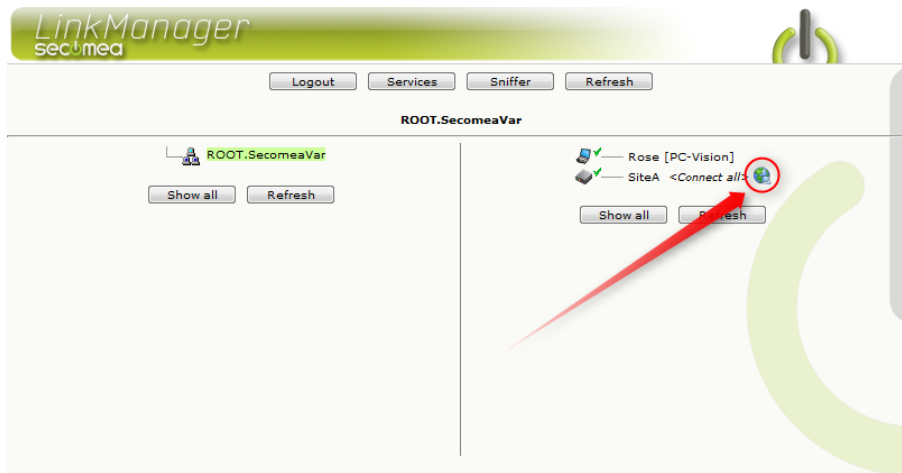 LinkManager
secomea
Logout Services Sniffer Refresh
ROOT.SecomeaVar
ROOT.SecomeaVar
Show all Refresh
Rose [PC-Vision]
SiteA <Connect all>
Show all Refresh